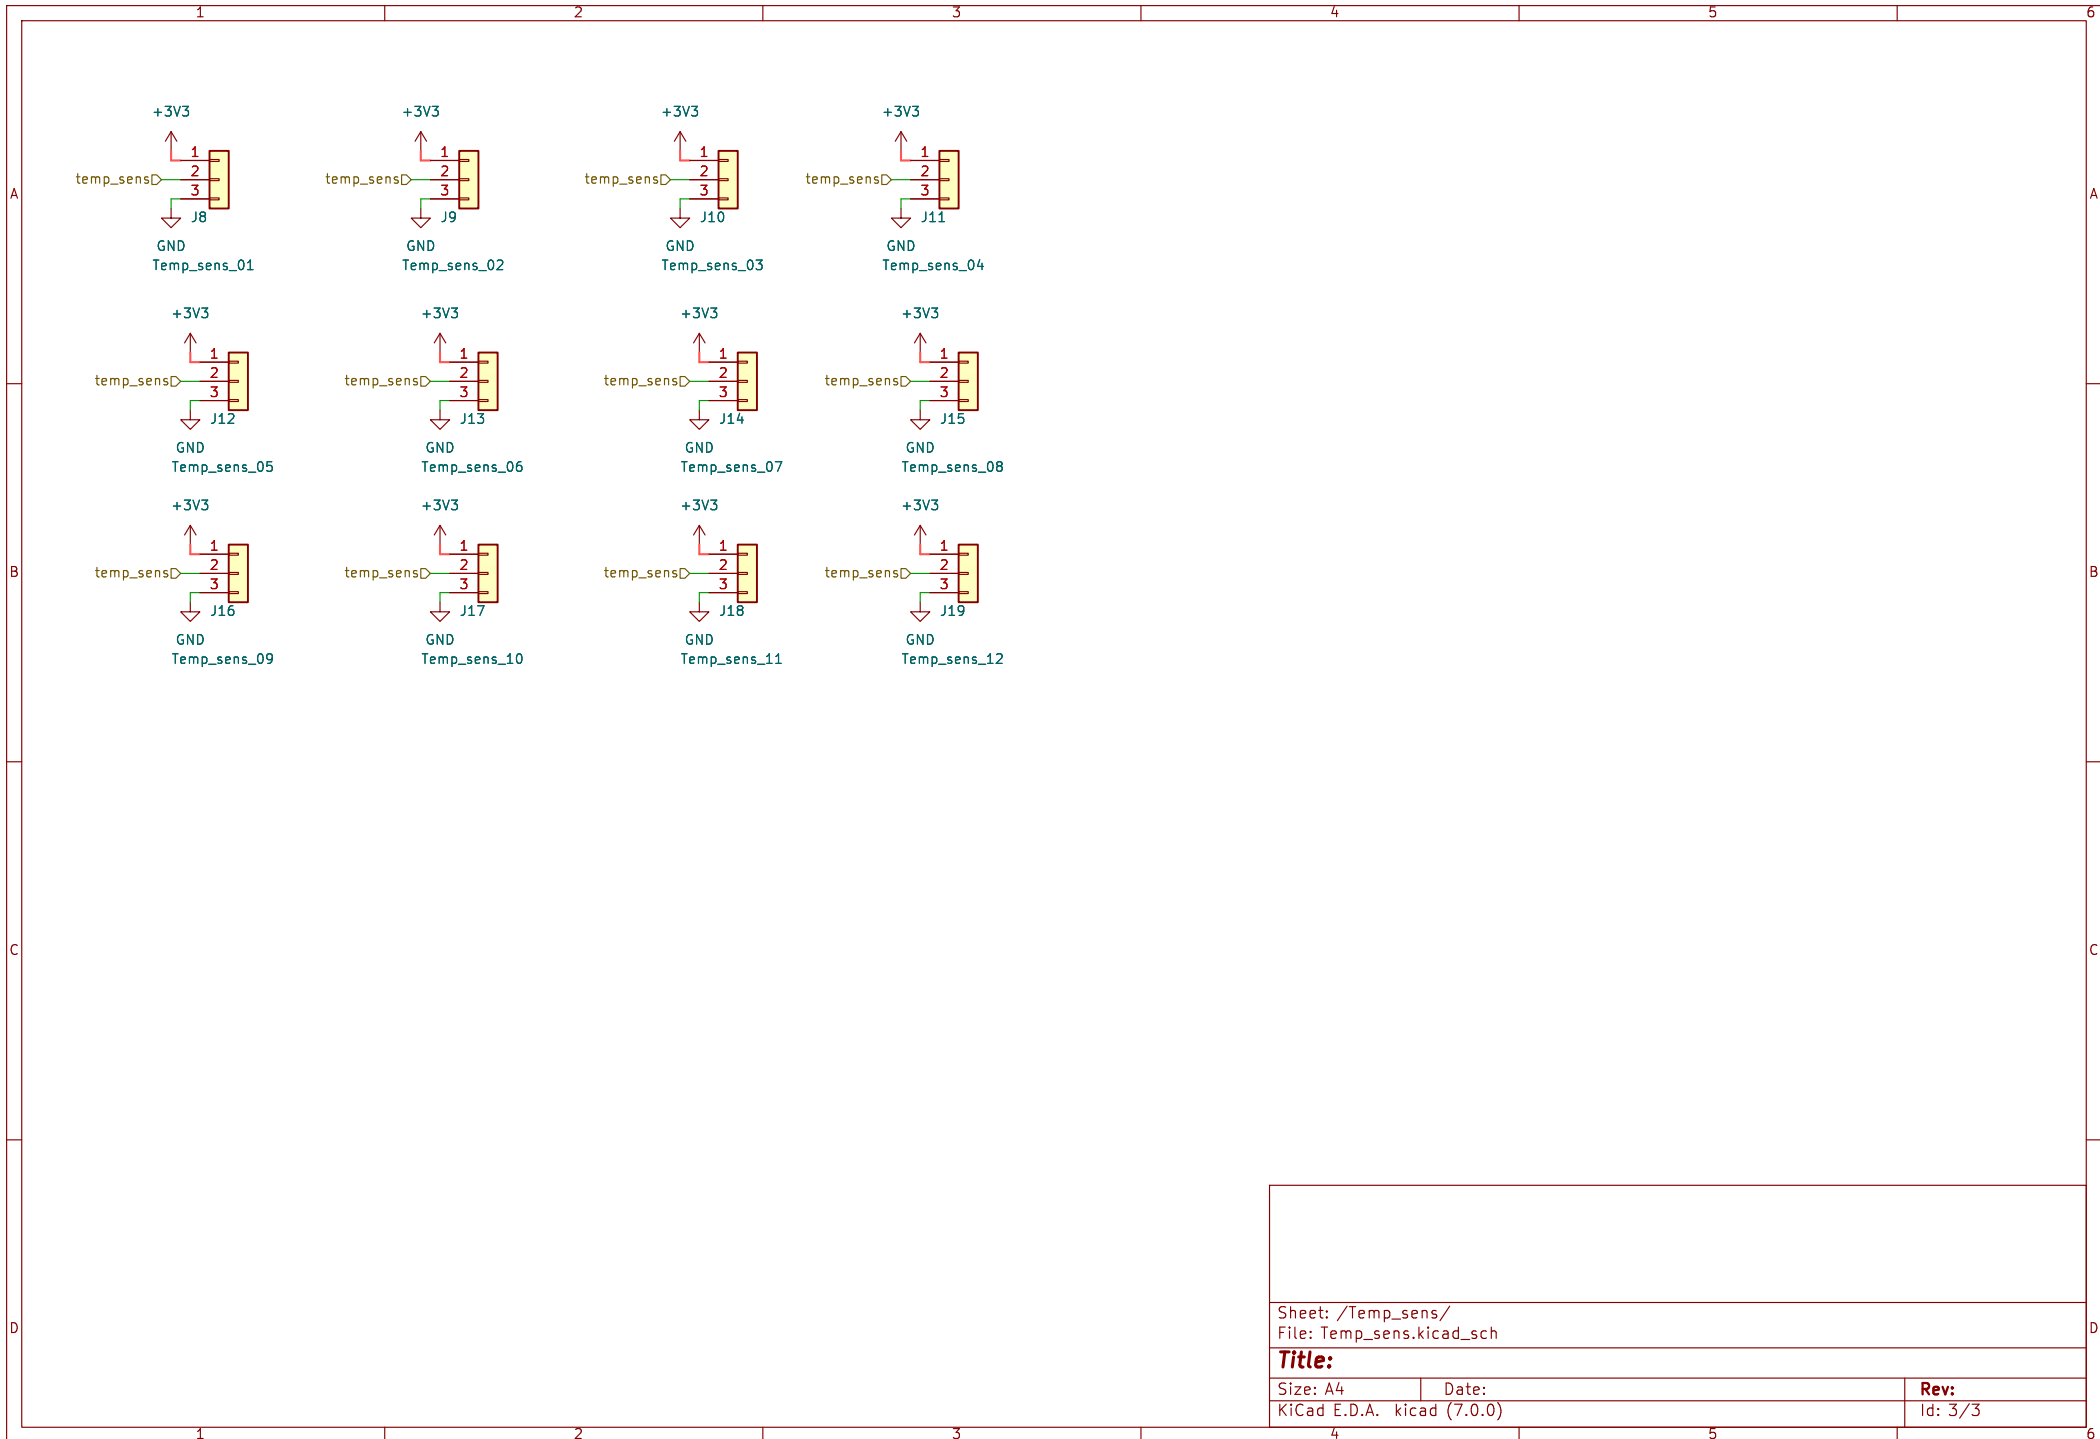 1 2 3 4 5 6
+3V3 +3V3 +3V3 +3V3
1 1 1 1
temp_sens 2 temp_sens 2 temp_sens 2 temp_sens 2
A 3 3 3 3 A
J8 J9 J10 J11
GND GND GND GND
Temp_sens_01 Temp_sens_02 Temp_sens_03 Temp_sens_04
+3V3 +3V3 +3V3 +3V3
1 1 1 1
temp_sens 2 temp_sens 2 temp_sens 2 temp_sens 2
3 3 3 3
J12 J13 J14 J15
GND GND GND GND
Temp_sens_05 Temp_sens_06 Temp_sens_07 Temp_sens_08
+3V3 +3V3 +3V3 +3V3
1 1 1 1
B temp_sens 2 temp_sens 2 temp_sens 2 temp_sens 2 B
3 3 3 3
J16 J17 J18 J19
GND GND GND GND
Temp_sens_09 Temp_sens_10 Temp_sens_11 Temp_sens_12
C C
Sheet: /Temp_sens/
File: Temp_sens.kicad_sch
D D
Title:
Size: A4 Date: Rev:
KiCad E.D.A. kicad (7.0.0) Id: 3/3
1 2 3 4 5 6